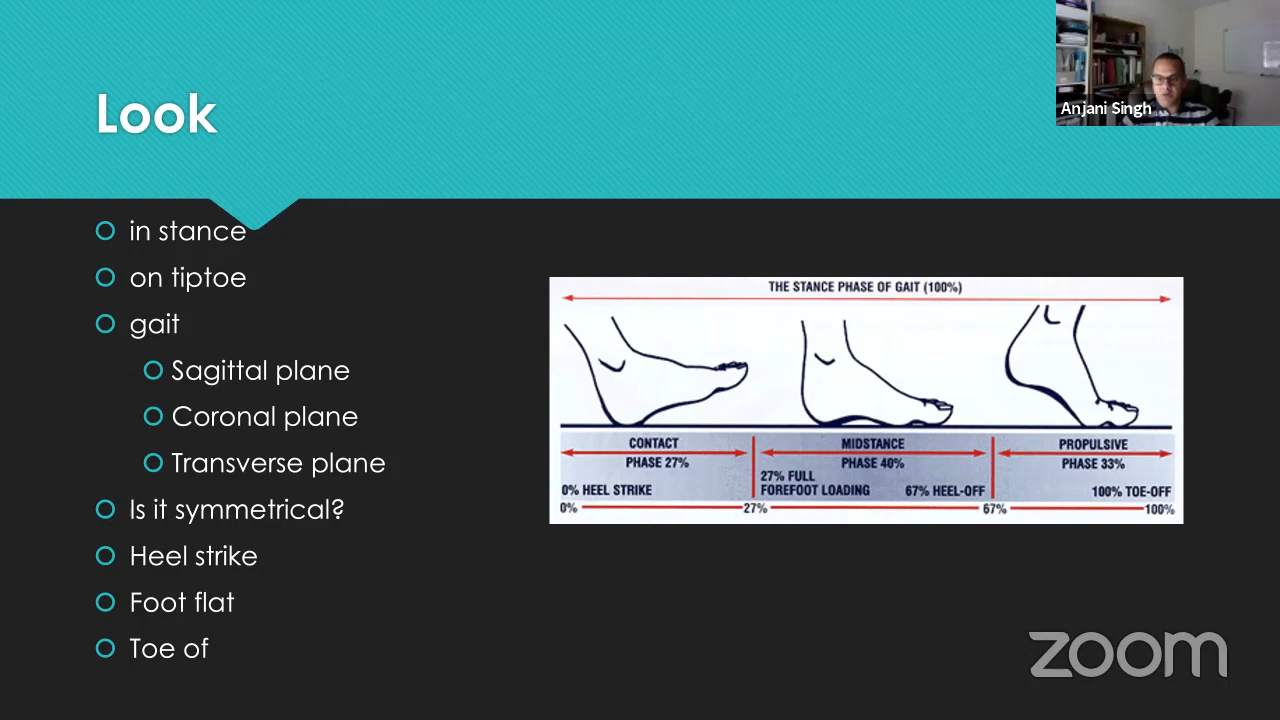 Look
Anjani Singh
in stance
on tiptoe
gait
Sagittal plane
Coronal plane
Transverse plane
Is it symmetrical?
Heel strike
Foot flat
Toe of
THE STANCE PHASE OF GAIT (100%)
CONTACT
PHASE 27%
0% HEEL STRIKE
MIDSTANCE
PHASE 40%
27% FULL
FOREFOOT LOADING
67% HEEL-OFF
PROPULSIVE
PHASE 33%
100% TOE-OFF
0% 27% 67% 100%
zoom